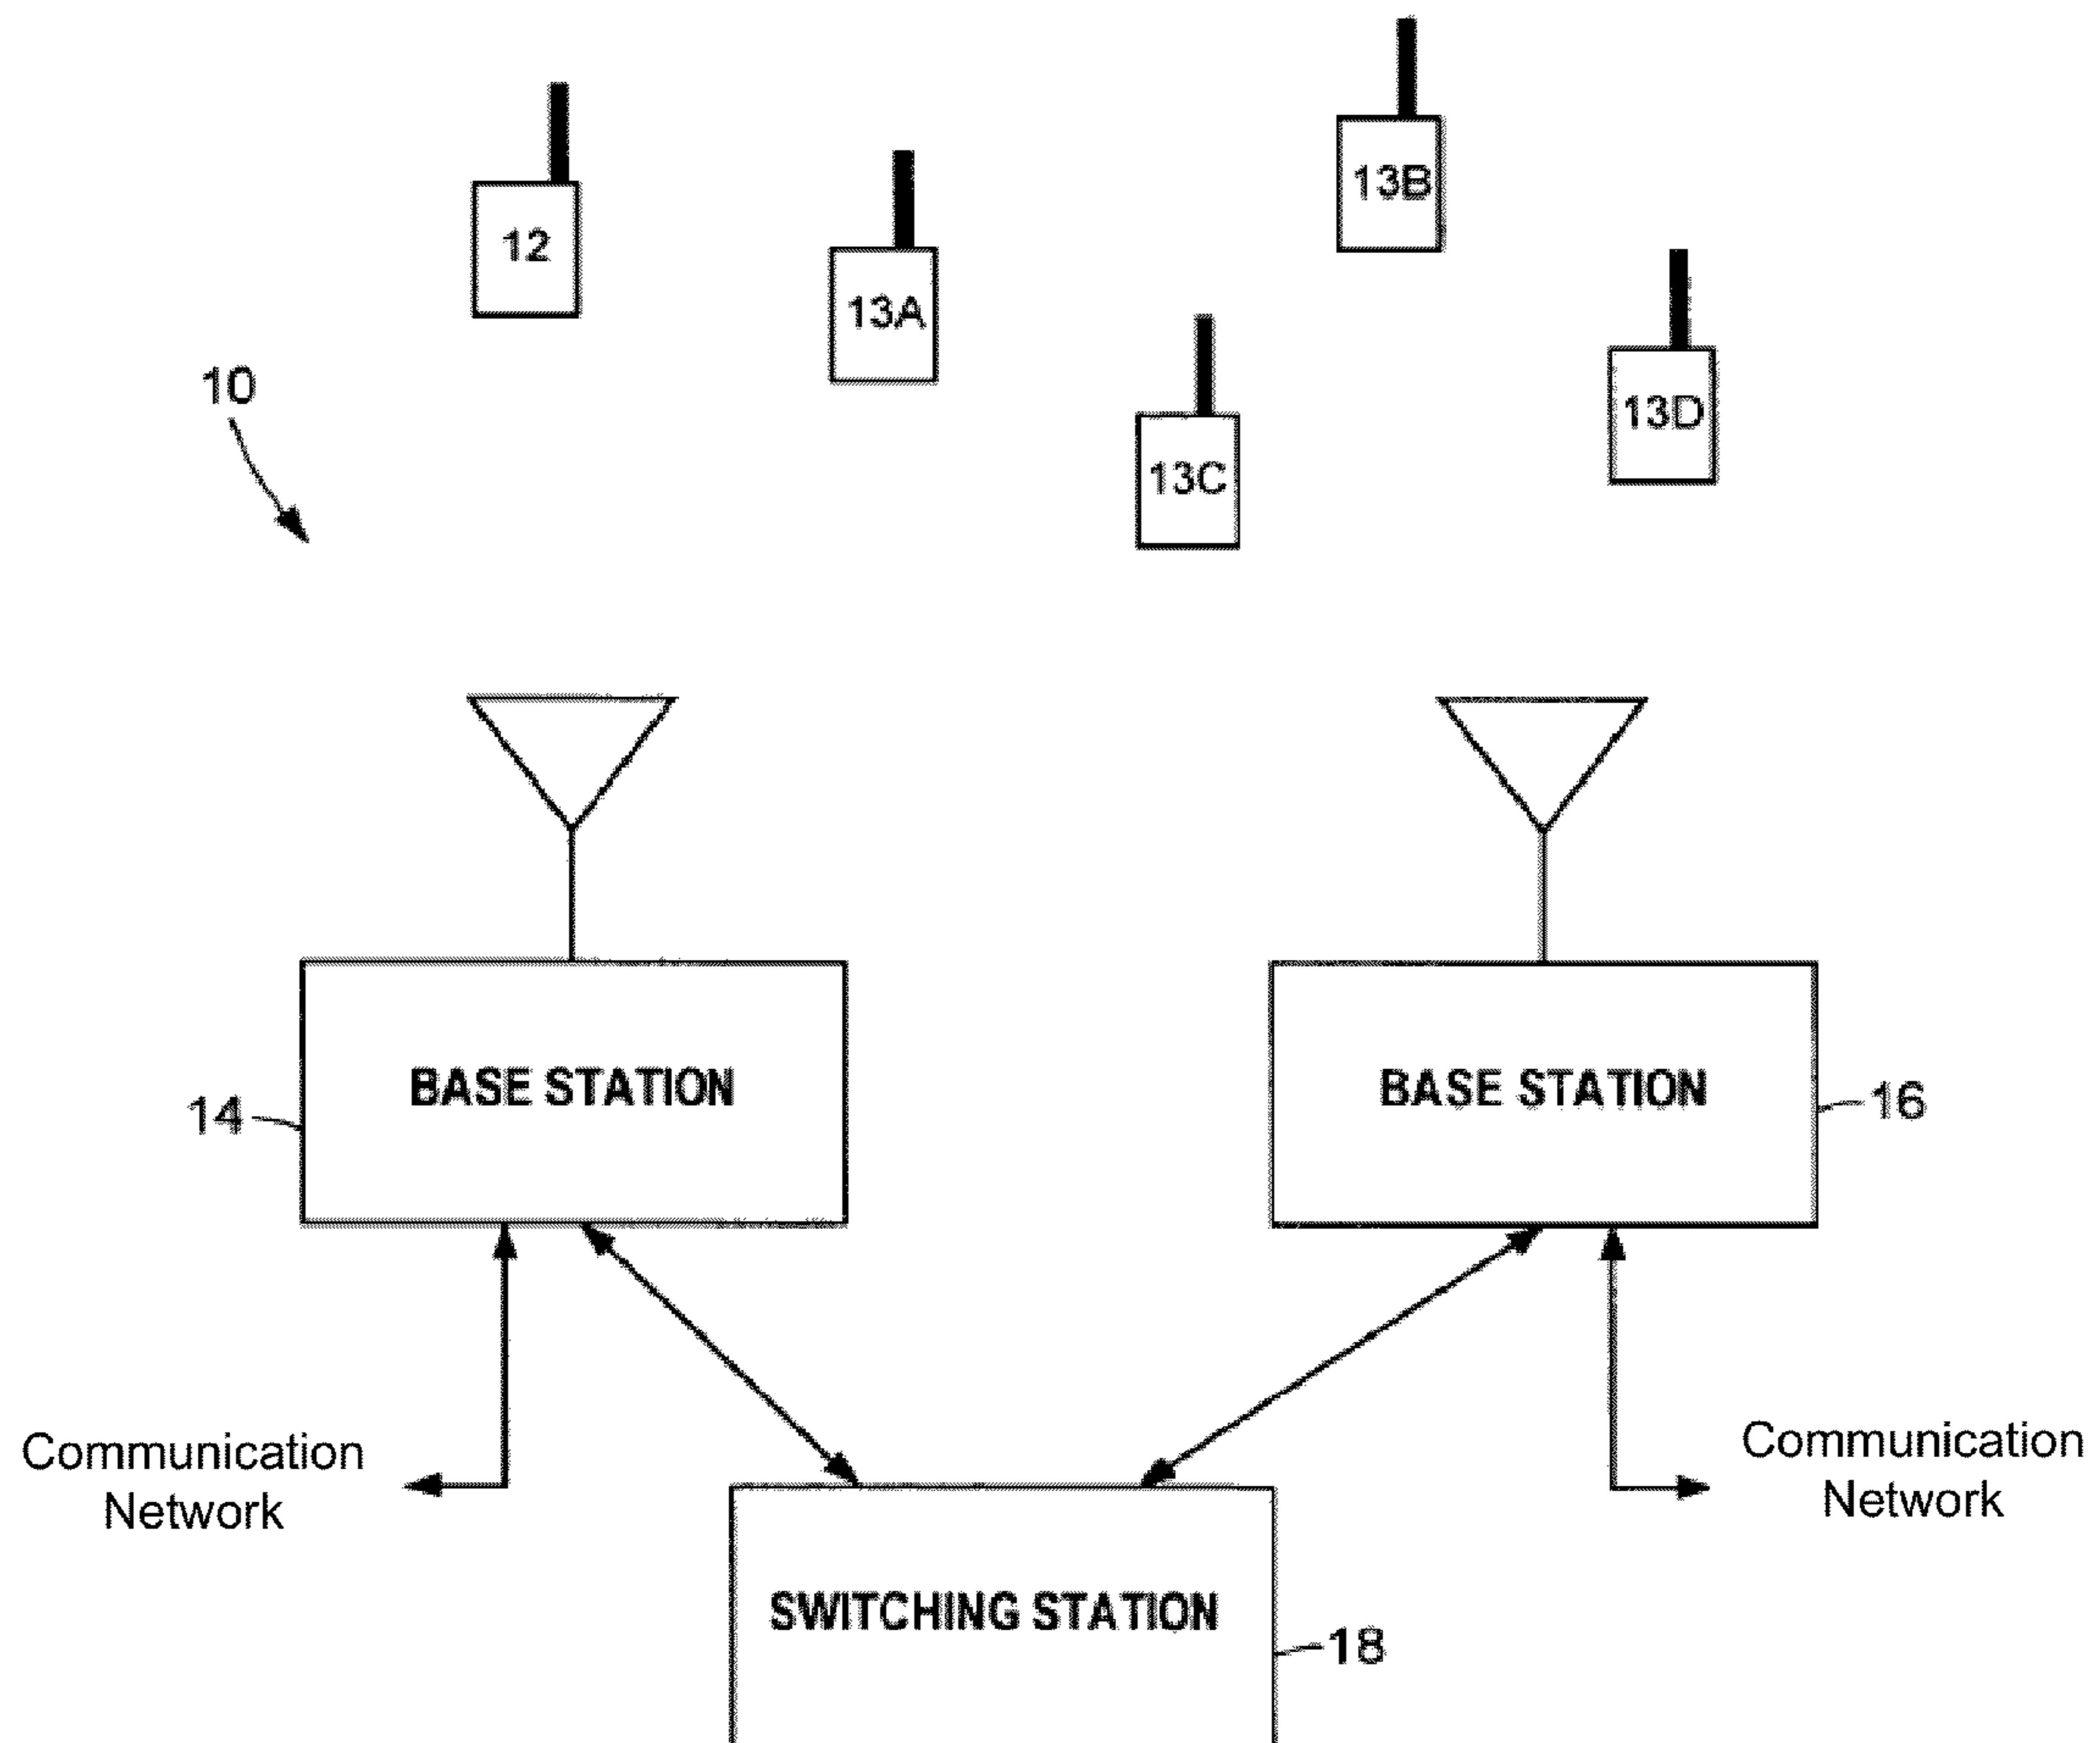 13B
12
13A
10
13D
13C
BASE STATION
BASE STATION
14
16
Communication
Network
Communication
Network
SWITCHING STATION
18